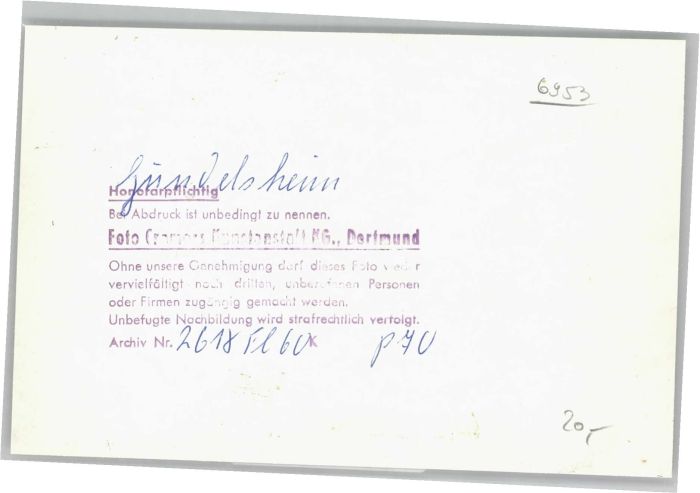 6953
Gundelsheim
Honorarpflichtig
Bei Abdruck ist unbedingt zu nennen.
Foto Cramers Kunstanstalt KG., Dortmund
Ohne unsere Genehmigung darf dieses Foto weder
vervielfältigt noch dritten, unberufenen Personen
oder Firmen zugängig gemacht werden.
Unbefugte Nachbildung wird strafrechtlich verfolgt.
Archiv Nr. 2618 Fl 60 K p70
20,-